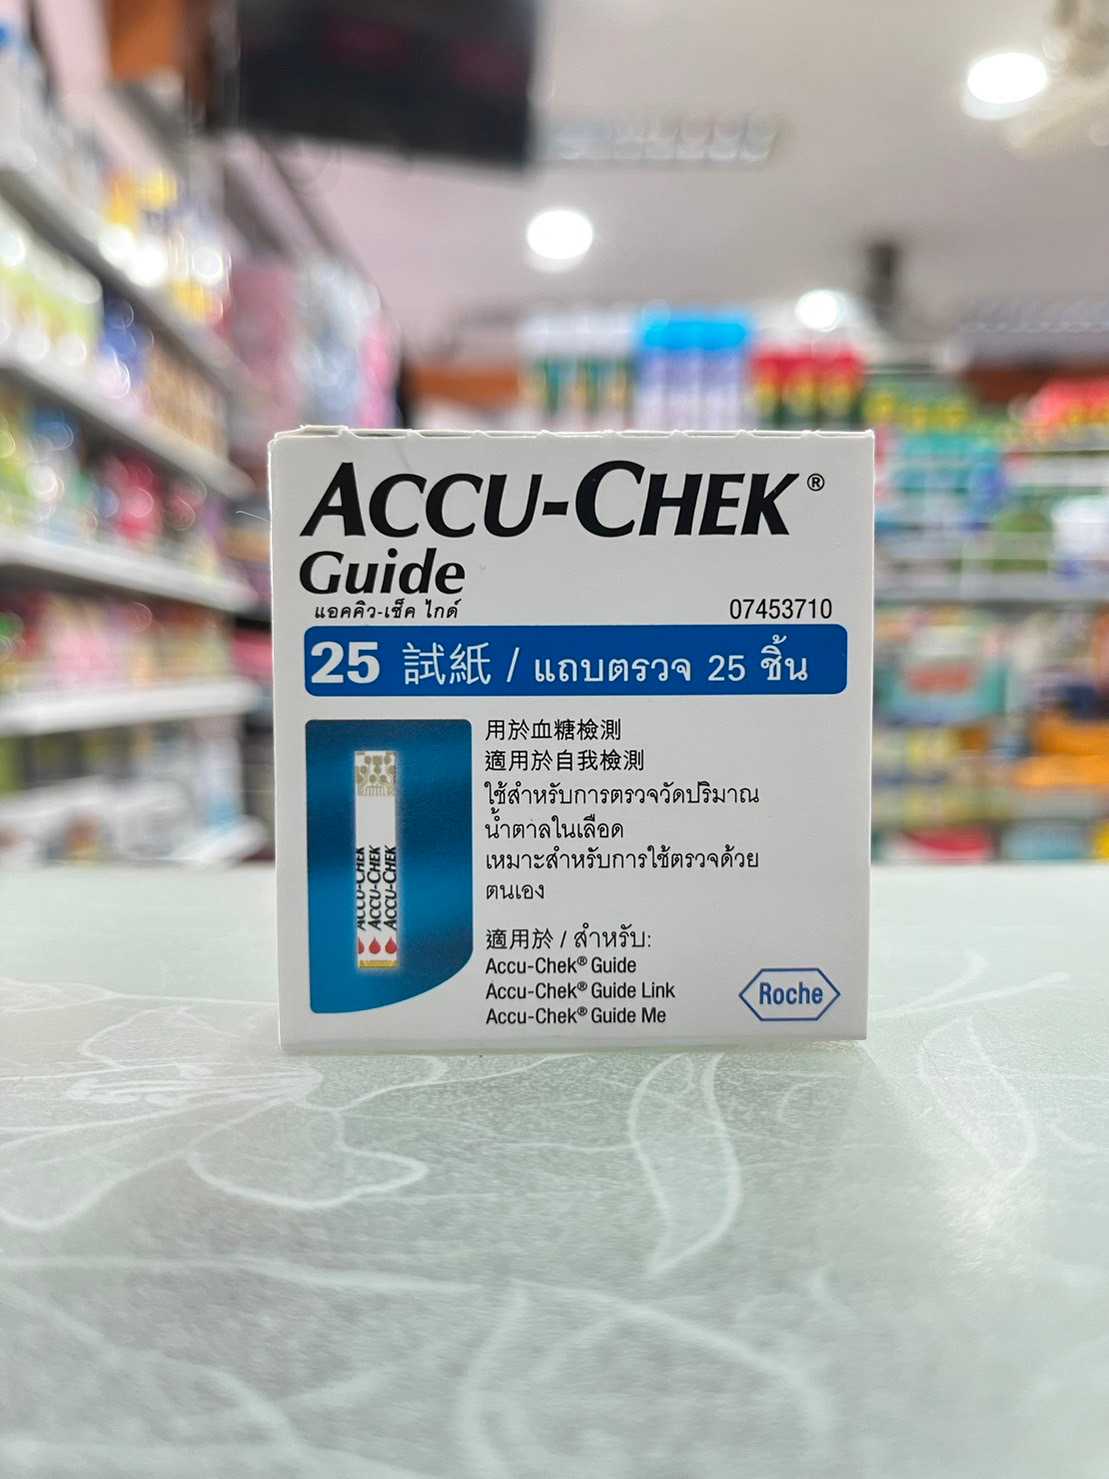 ACCU-CHEK®
Guide
แอคคิว-เช็ค ไกด์
07453710
25 試紙 / แถบตรวจ 25 ชิ้น
用於血糖檢測
適用於自我檢測
ใช้สำหรับการตรวจวัดปริมาณ
น้ำตาลในเลือด
เหมาะสำหรับการใช้ตรวจด้วย
ตนเอง
適用於 / สำหรับ:
Accu-Chek® Guide
Accu-Chek® Guide Link
Accu-Chek® Guide Me
Roche
ACCU-CHEK
ACCU-CHEK
ACCU-CHEK